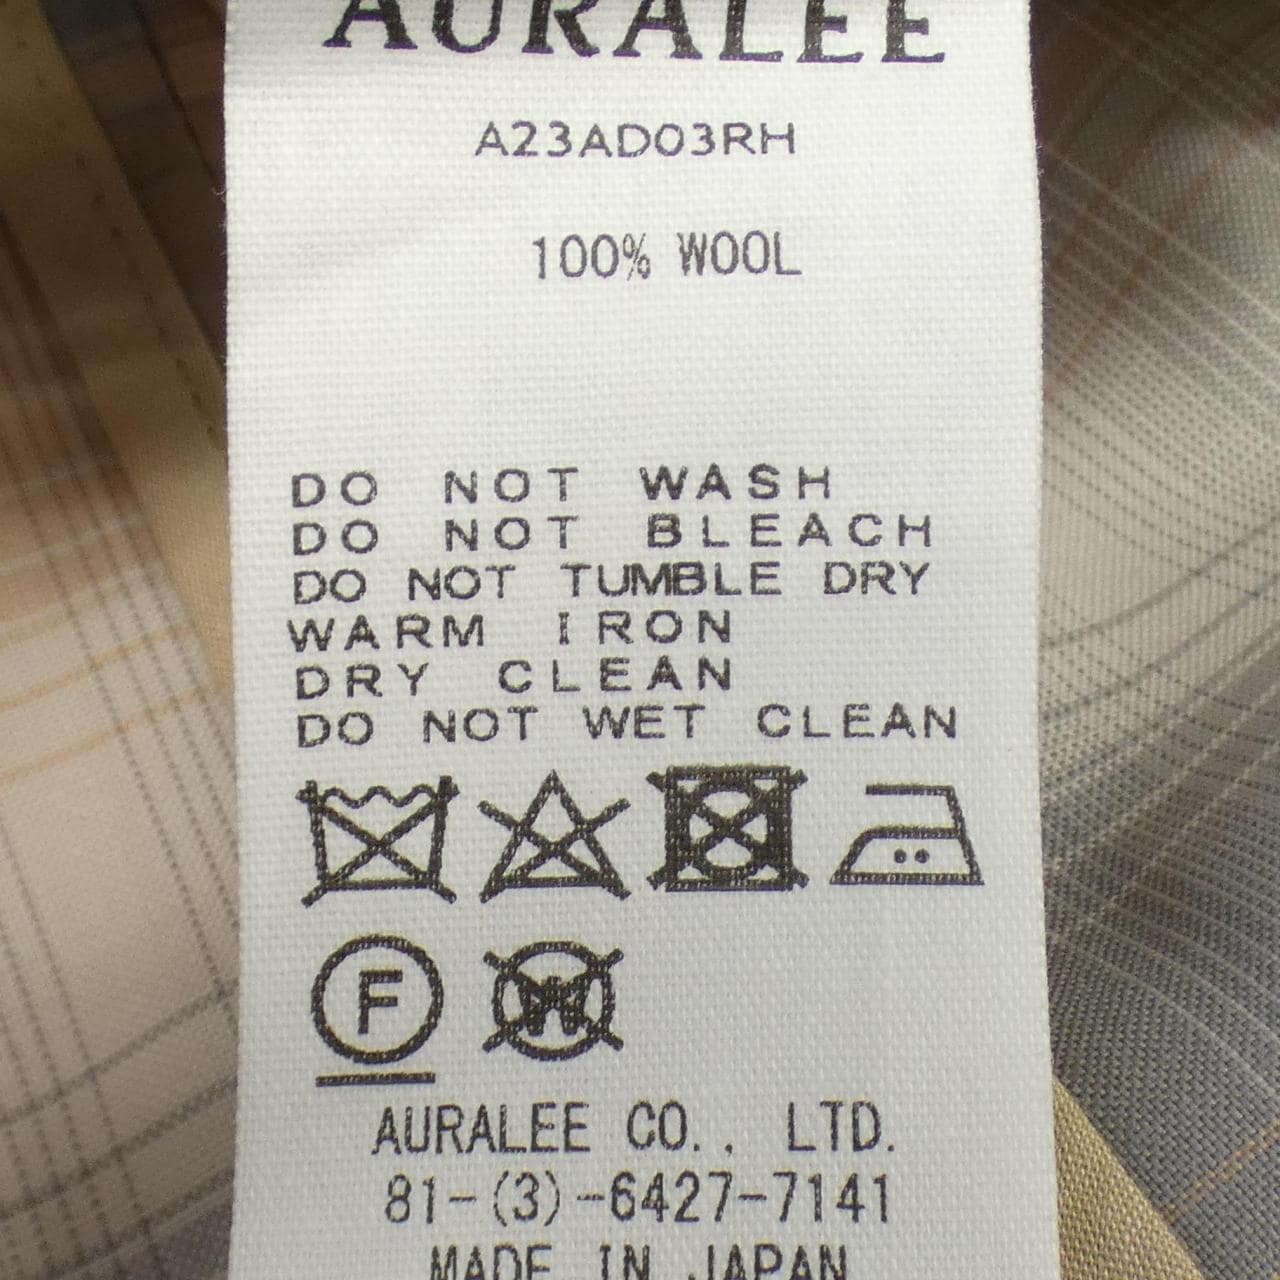 AURALEE
A23AD03RH
100% WOOL
DO NOT WASH
DO NOT BLEACH
DO NOT TUMBLE DRY
WARM IRON
DRY CLEAN
DO NOT WET CLEAN
F W
AURALEE CO., LTD.
81-(3)-6427-7141
MADE IN JAPAN